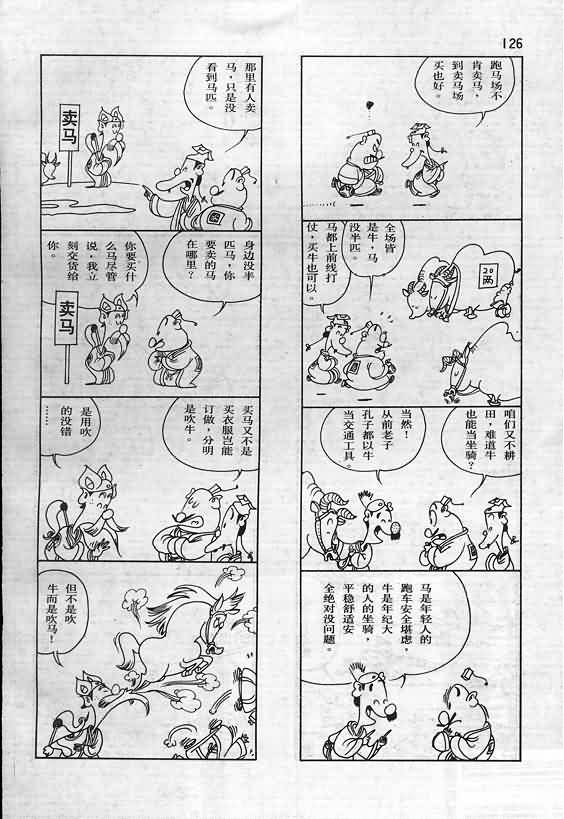 126
跑马场不
肯卖马，
到卖马场
买也好。
全场皆
是牛，马
没半匹。
马都上前线打
仗，买牛也可以。
20两
咱们又不耕
田，难道牛
也能当坐骑？
当然！
从前老子
孔子都以牛
当交通工具。
马是年轻人的
跑车安全堪虑。
牛是年纪大
的人的坐骑，
平稳舒适安
全绝对没问题。
那里有人卖
马，只是没
看到马匹。
卖马
身边没半
匹马，你
要卖的马
在哪里？
你要买什
么马尽管
说，我立
刻交货给
你。
卖马
买马又不是
买衣服岂能
订做，分明
是吹牛。
是用吹
的没错
……
但不是吹
牛而是吹马！